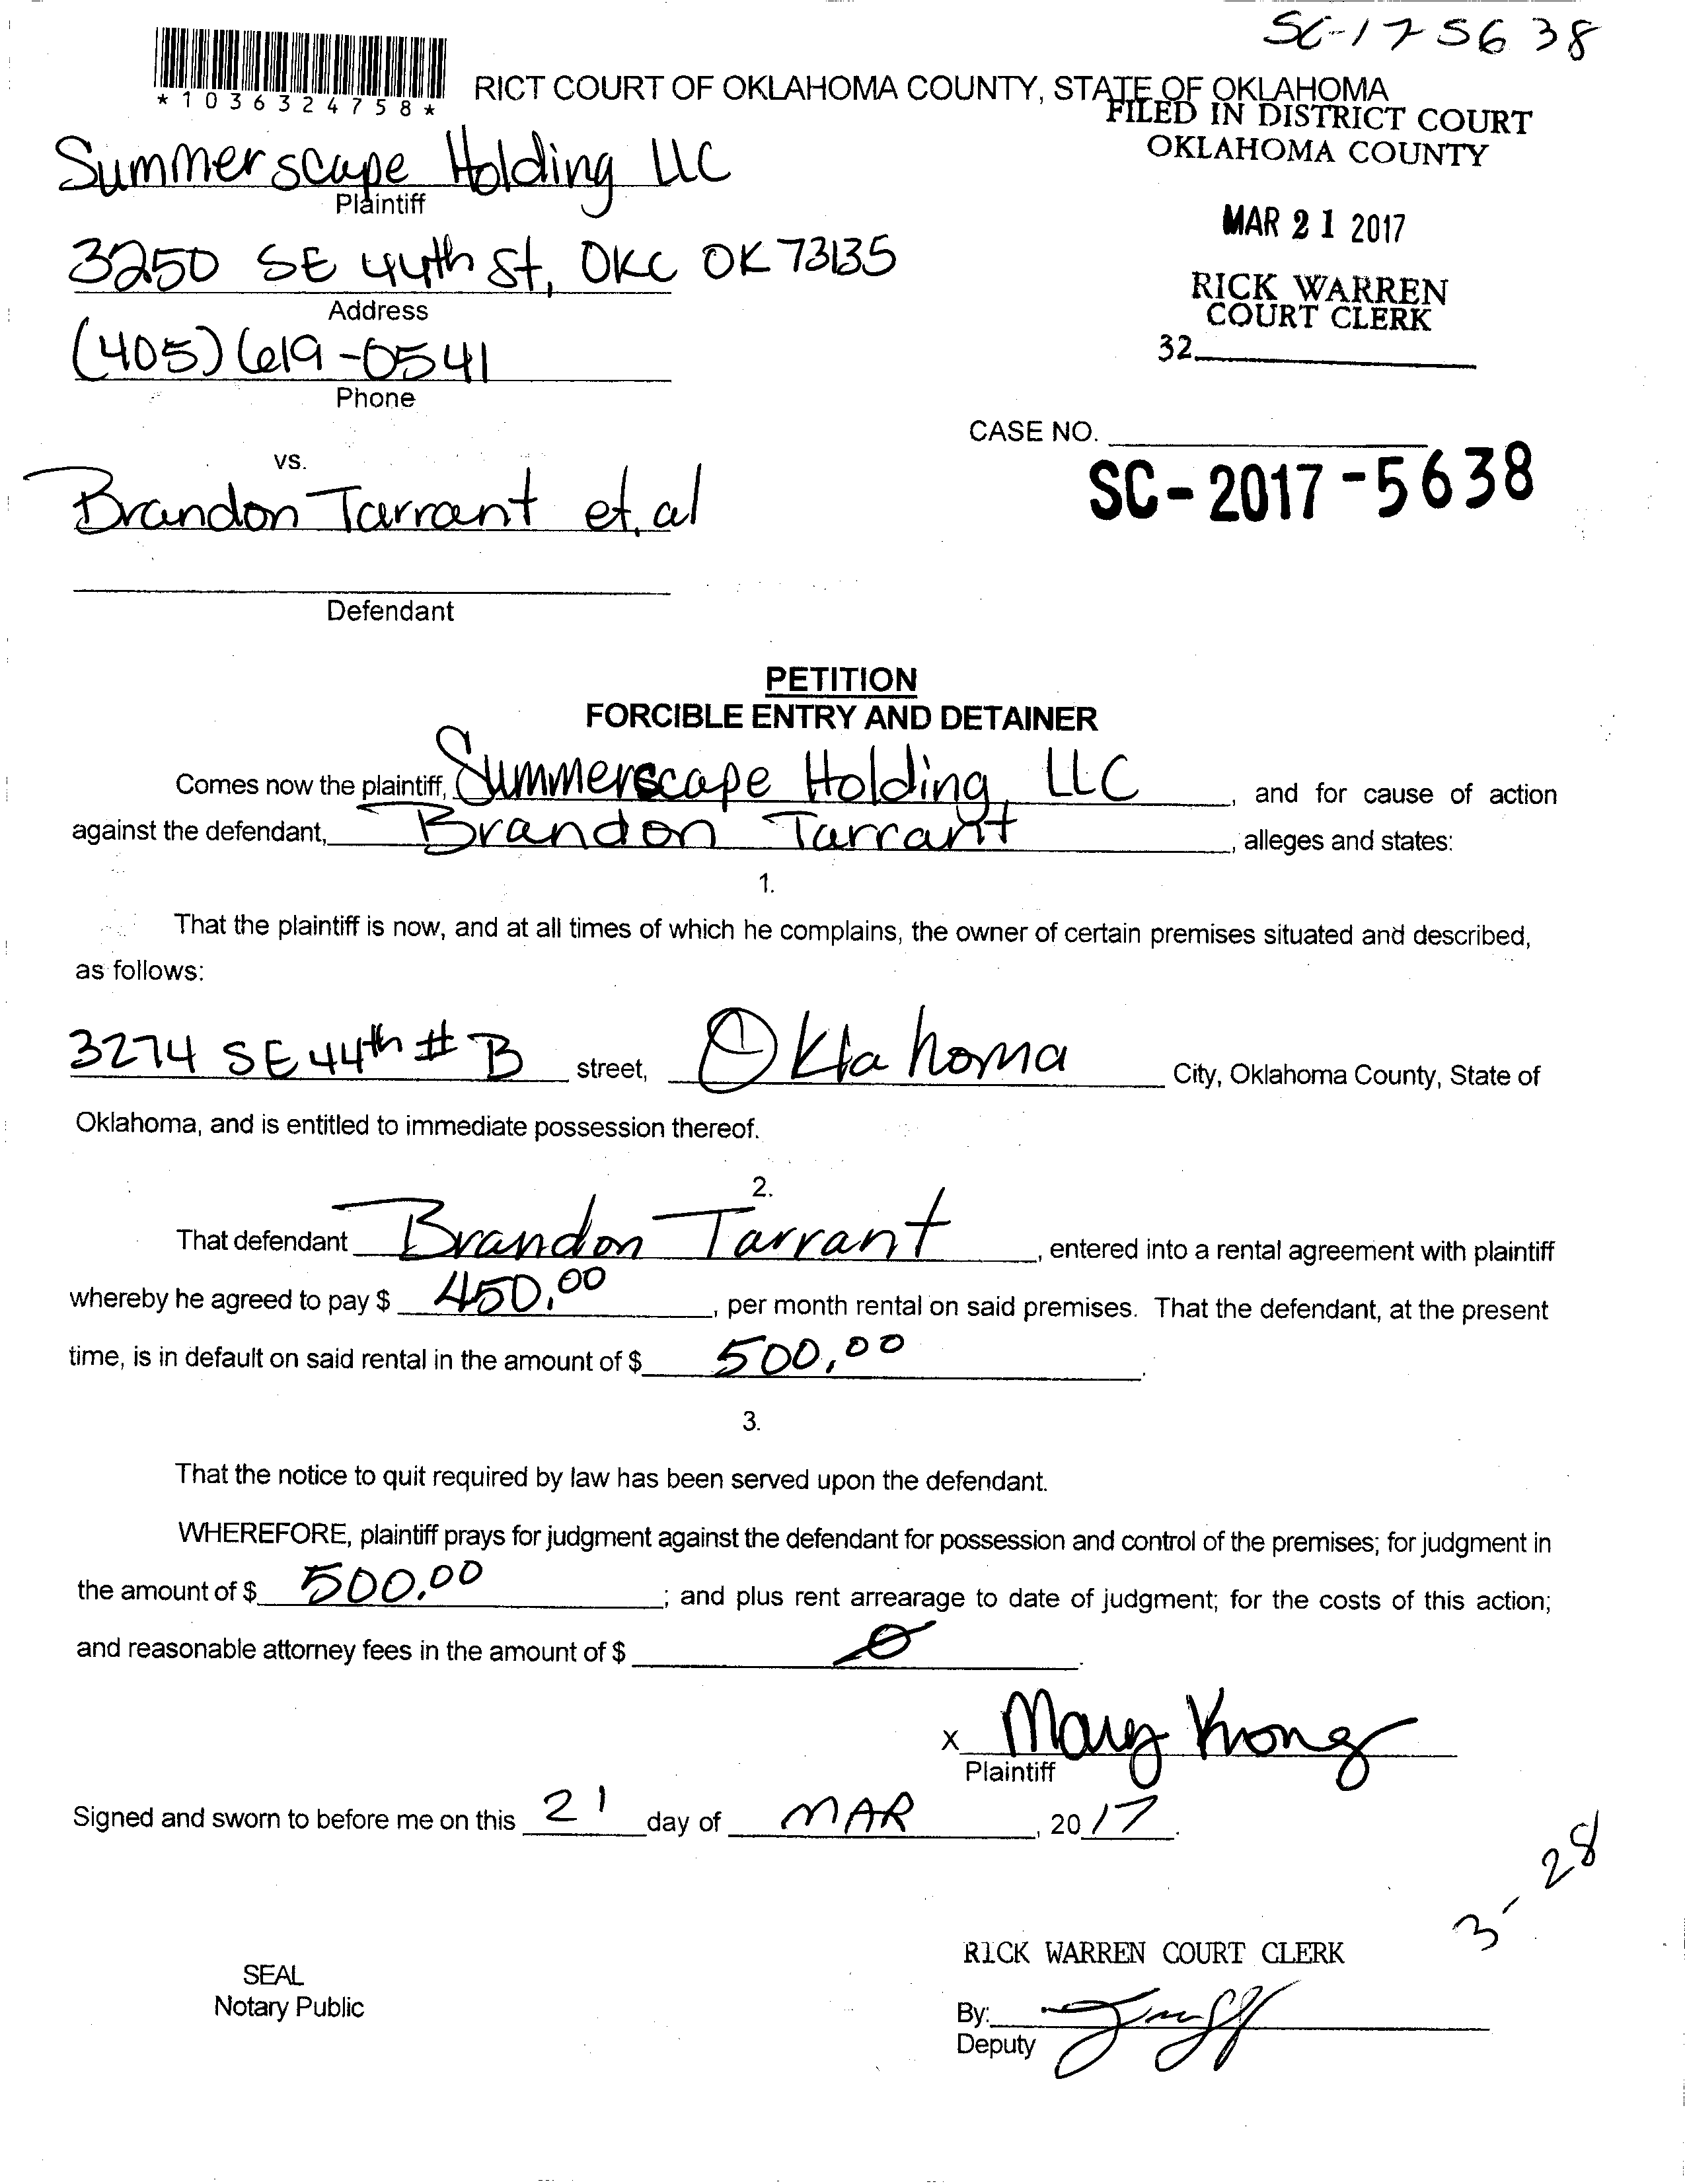 SC-17 5638
*1036324758*
RICT COURT OF OKLAHOMA COUNTY, STATE OF OKLAHOMA
FILED IN DISTRICT COURT
OKLAHOMA COUNTY
Summerscape Holding LLC
Plaintiff
MAR 21 2017
3250 SE 44th St, OKC OK 73135
Address
RICK WARREN
COURT CLERK
(405) 619-0541
32
Phone
CASE NO.
SC-2017-5638
vs.
Brandon Tarrant et. al
Defendant
PETITION
FORCIBLE ENTRY AND DETAINER
Comes now the plaintiff, Summerscape Holding, LLC, and for cause of action
against the defendant, Brandon Tarrant, alleges and states:
1.
That the plaintiff is now, and at all times of which he complains, the owner of certain premises situated and described,
as follows:
3274 SE 44th # B street, Oklahoma City, Oklahoma County, State of
Oklahoma, and is entitled to immediate possession thereof.
2.
That defendant Brandon Tarrant, entered into a rental agreement with plaintiff
whereby he agreed to pay $ 450.00, per month rental on said premises. That the defendant, at the present
time, is in default on said rental in the amount of $ 500.00.
3.
That the notice to quit required by law has been served upon the defendant.
WHEREFORE, plaintiff prays for judgment against the defendant for possession and control of the premises; for judgment in
the amount of $ 500.00; and plus rent arrearage to date of judgment; for the costs of this action;
and reasonable attorney fees in the amount of $ 0.
x Mary
Plaintiff
Signed and sworn to before me on this 21 day of MAR, 2017.
3-28
RICK WARREN COURT CLERK
SEAL
Notary Public
By:
Deputy